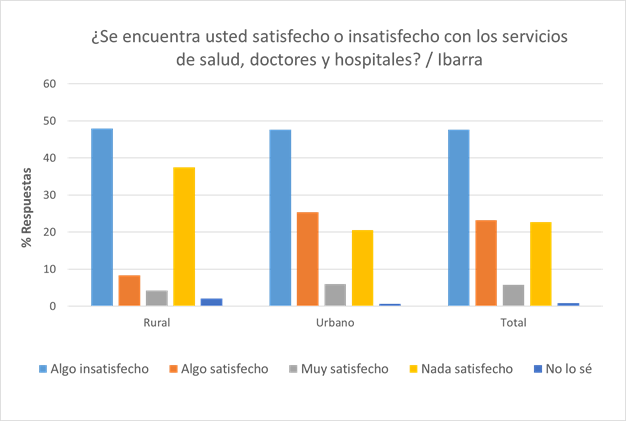 ¿Se encuentra usted satisfecho o insatisfecho con los servicios
de salud, doctores y hospitales? / Ibarra
% Respuestas
60
50
40
30
20
10
0
Rural Urbano Total
Algo insatisfecho Algo satisfecho Muy satisfecho Nada satisfecho No lo sé